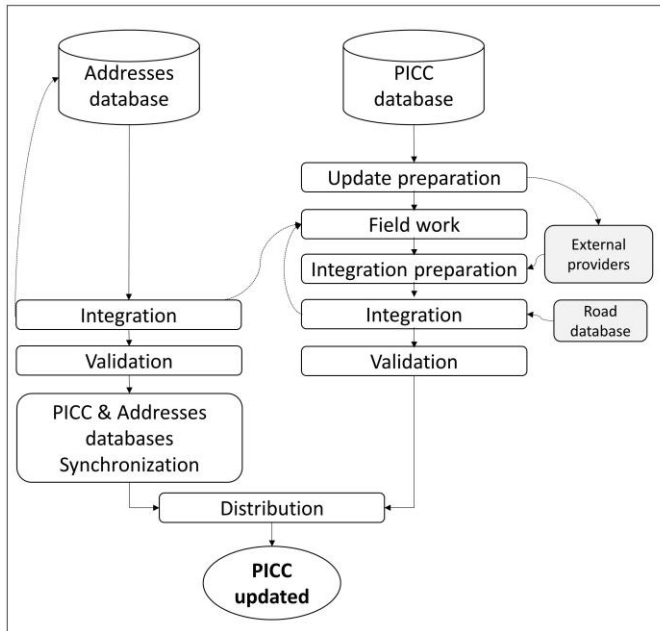 Addresses
database
PICC
database
Update preparation
Field work
External
providers
Integration preparation
Integration
Integration
Road
database
Validation
Validation
PICC & Addresses
databases
Synchronization
Distribution
PICC
updated